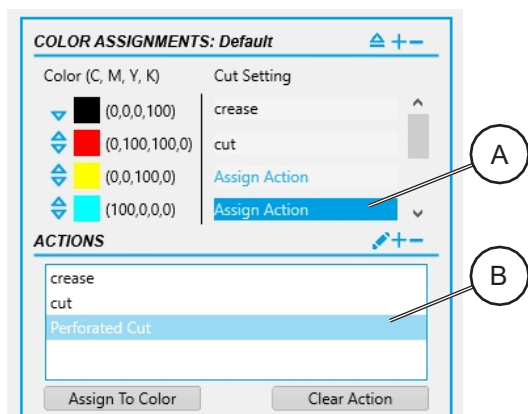 COLOR ASSIGNMENTS: Default
Color (C, M, Y, K) Cut Setting
(0,0,0,100) crease
(0,100,100,0) cut
(0,0,100,0) Assign Action
(100,0,0,0) Assign Action
A
ACTIONS
B
crease
cut
Perforated Cut
Assign To Color Clear Action